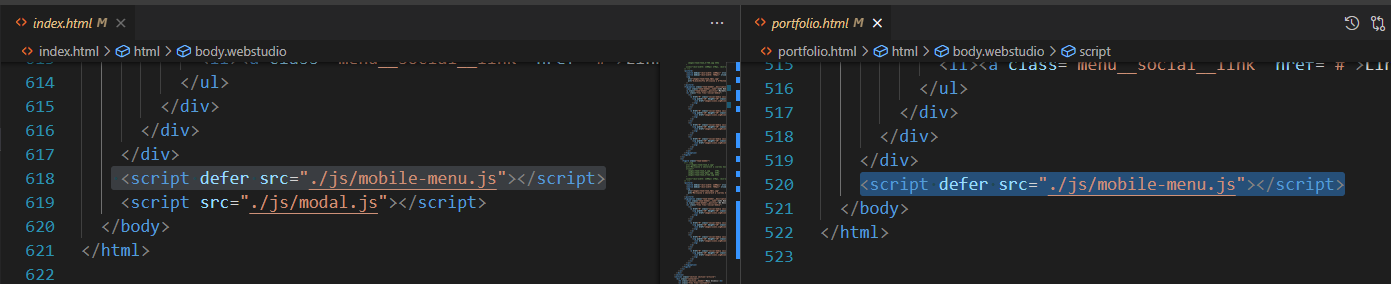 index.html M
index.html > html > body.webstudio
614 </ul>
615 </div>
616 </div>
617 </div>
618 <script defer src="./js/mobile-menu.js"></script>
619 <script src="./js/modal.js"></script>
620 </body>
621 </html>
622
portfolio.html M
portfolio.html > html > body.webstudio > script
515 <li><a class="menu__social__link" href="#">Lin
516 </ul>
517 </div>
518 </div>
519 </div>
520 <script defer src="./js/mobile-menu.js"></script>
521 </body>
522 </html>
523